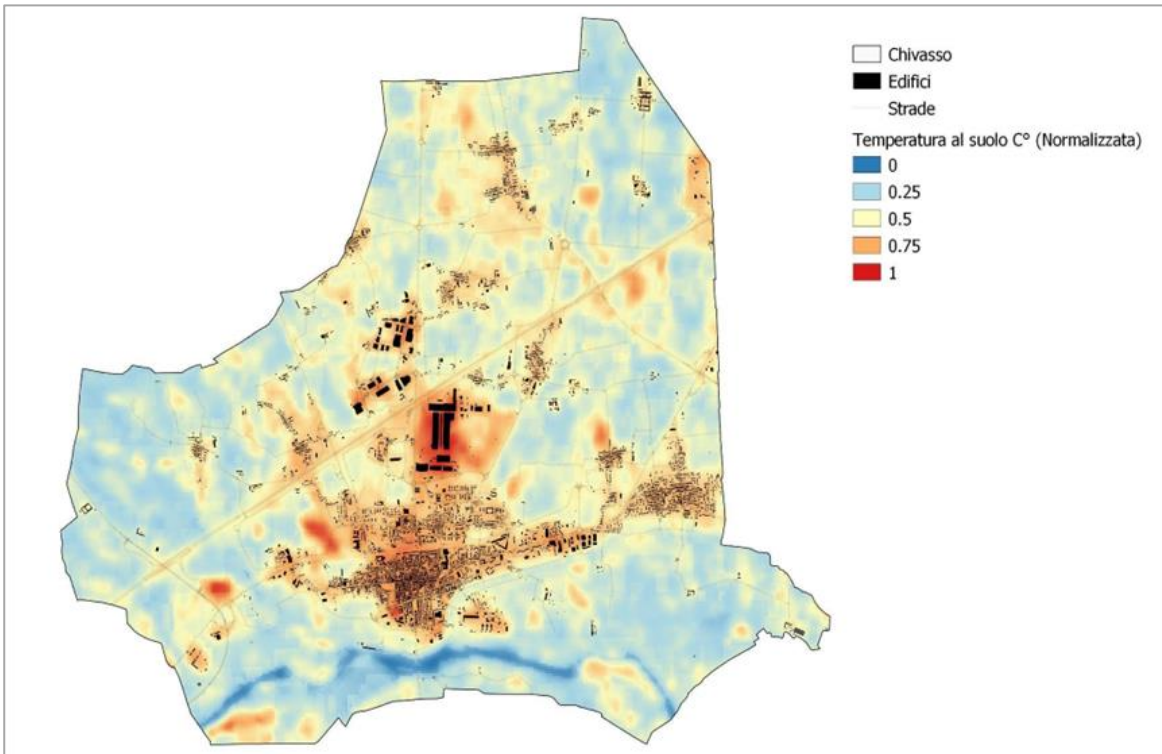 Chivasso
Edifici
Strade
Temperatura al suolo C° (Normalizzata)
0
0.25
0.5
0.75
1